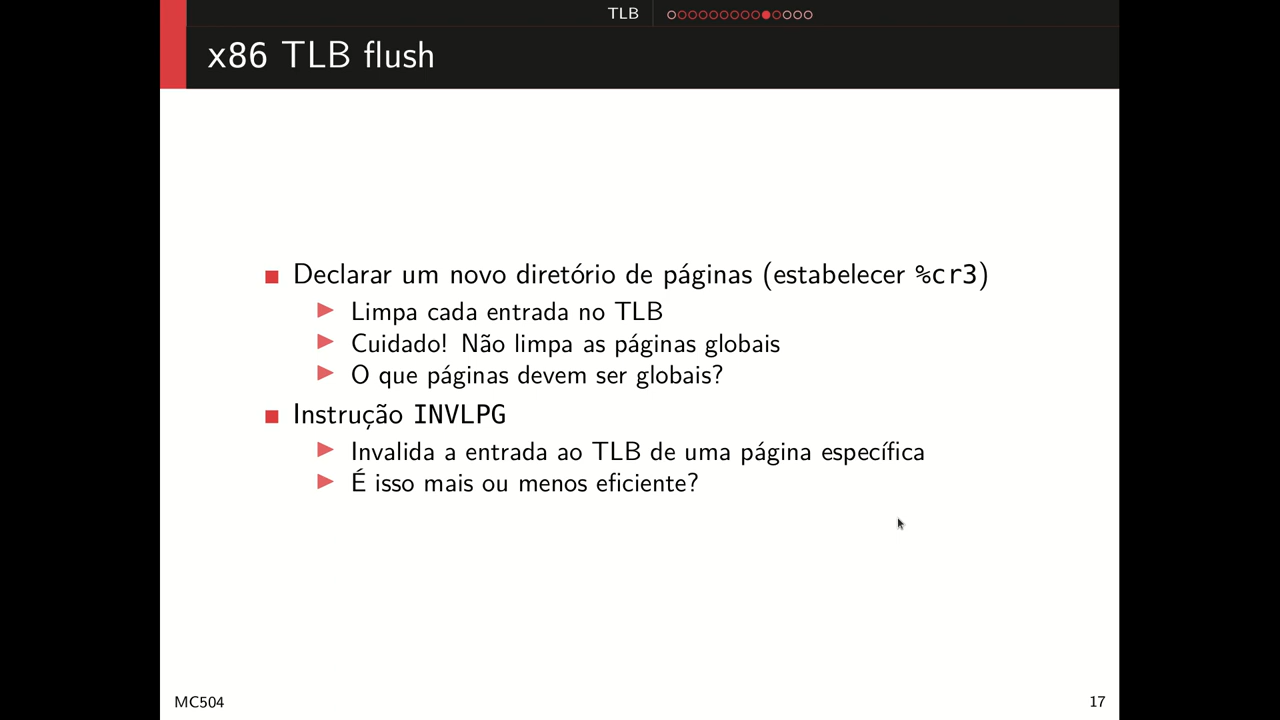 TLB
x86 TLB flush
Declarar um novo diretório de páginas (estabelecer %cr3)
Limpa cada entrada no TLB
Cuidado! Não limpa as páginas globais
O que páginas devem ser globais?
Instrução INVLPG
Invalida a entrada ao TLB de uma página específica
É isso mais ou menos eficiente?
MC504
17